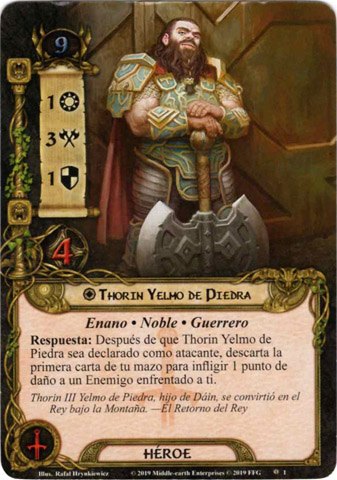 9
1
3
1
4
Thorin Yelmo de Piedra
Enano • Noble • Guerrero
Respuesta: Después de que Thorin Yelmo de
Piedra sea declarado como atacante, descarta la
primera carta de tu mazo para infligir 1 punto de
daño a un Enemigo enfrentado a ti.
Thorin III Yelmo de Piedra, hijo de Dáin, se convirtió en el
Rey bajo la Montaña. —El Retorno del Rey
HÉROE
Illus. Rafał Hrynkiewicz © 2019 Middle-earth Enterprises © 2019 FFG 1